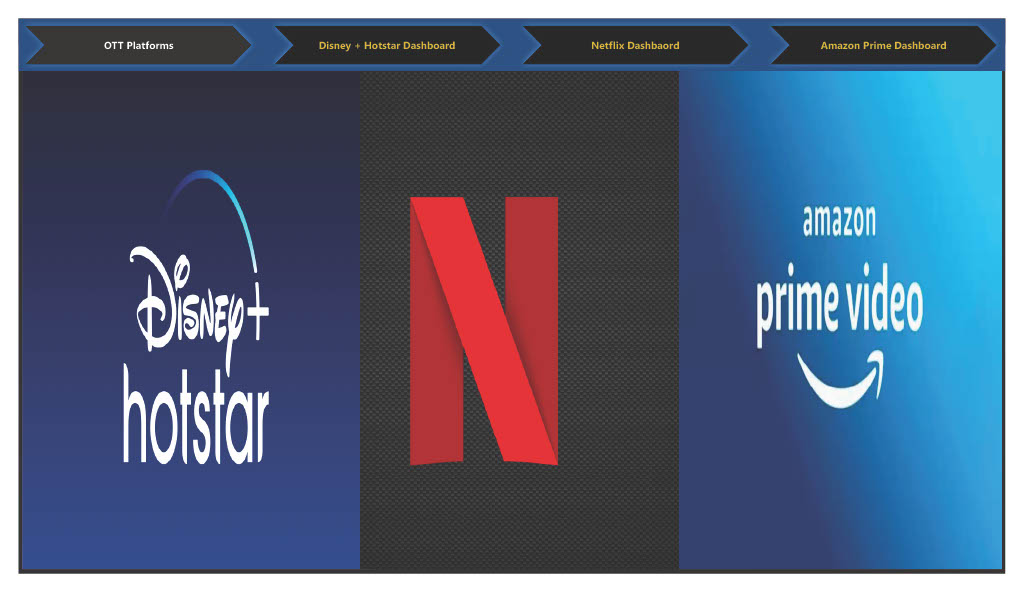 OTT Platforms
Disney + Hotstar Dashboard
Netflix Dashbaord
Amazon Prime Dashboard
Disney+
hotstar
N
amazon
prime video